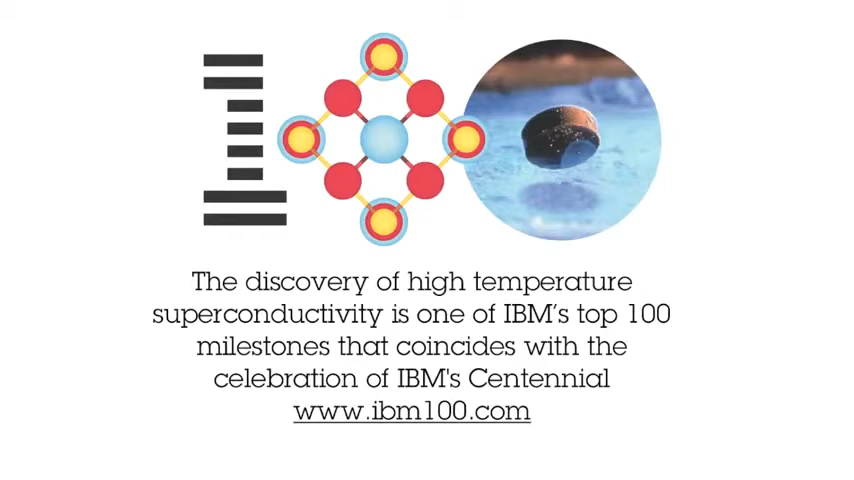 The discovery of high temperature
superconductivity is one of IBM's top 100
milestones that coincides with the
celebration of IBM's Centennial
www.ibm100.com